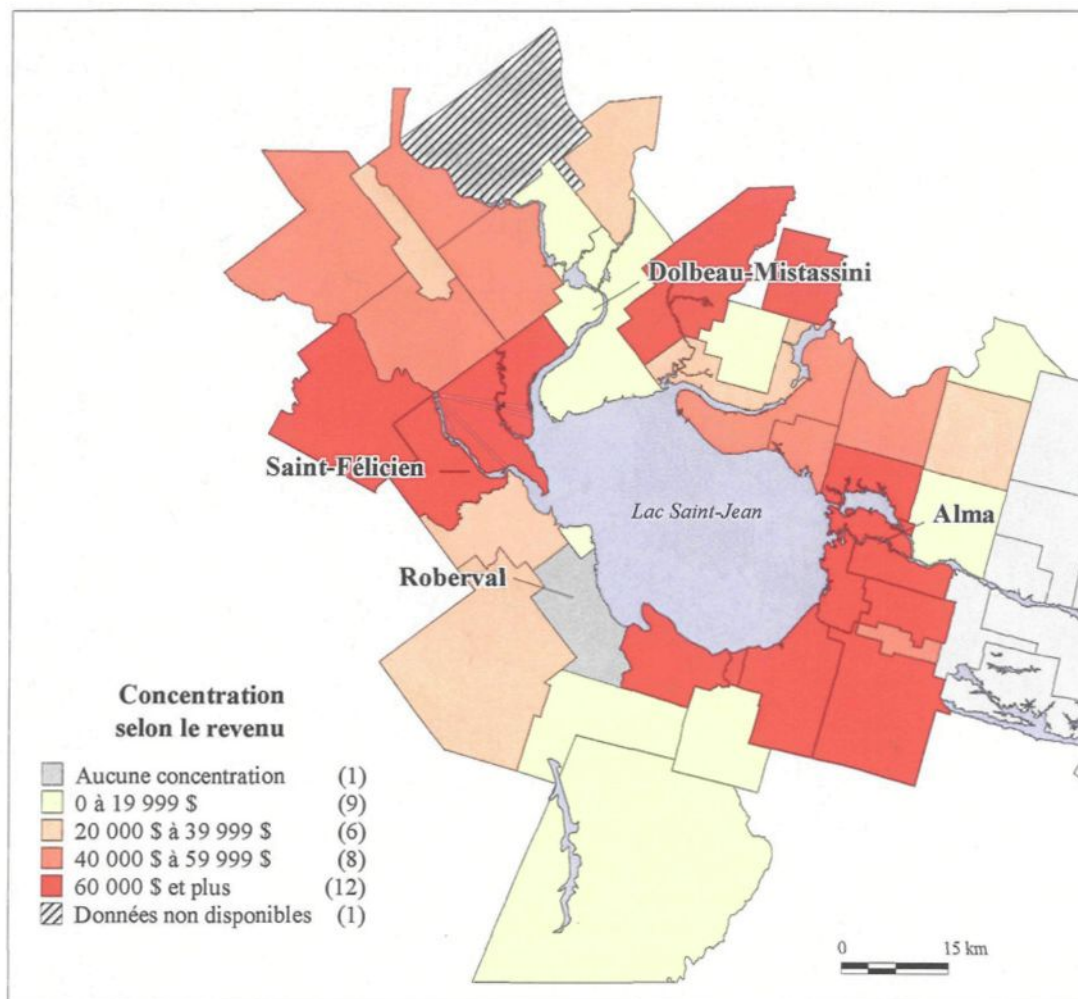 Dolbeau-Mistassini
Saint-Félicien
Lac Saint-Jean
Alma
Roberval
Concentration
selon le revenu
Aucune concentration (1)
0 à 19 999 $ (9)
20 000 $ à 39 999 $ (6)
40 000 $ à 59 999 $ (8)
60 000 $ et plus (12)
Données non disponibles (1)
0 15 km